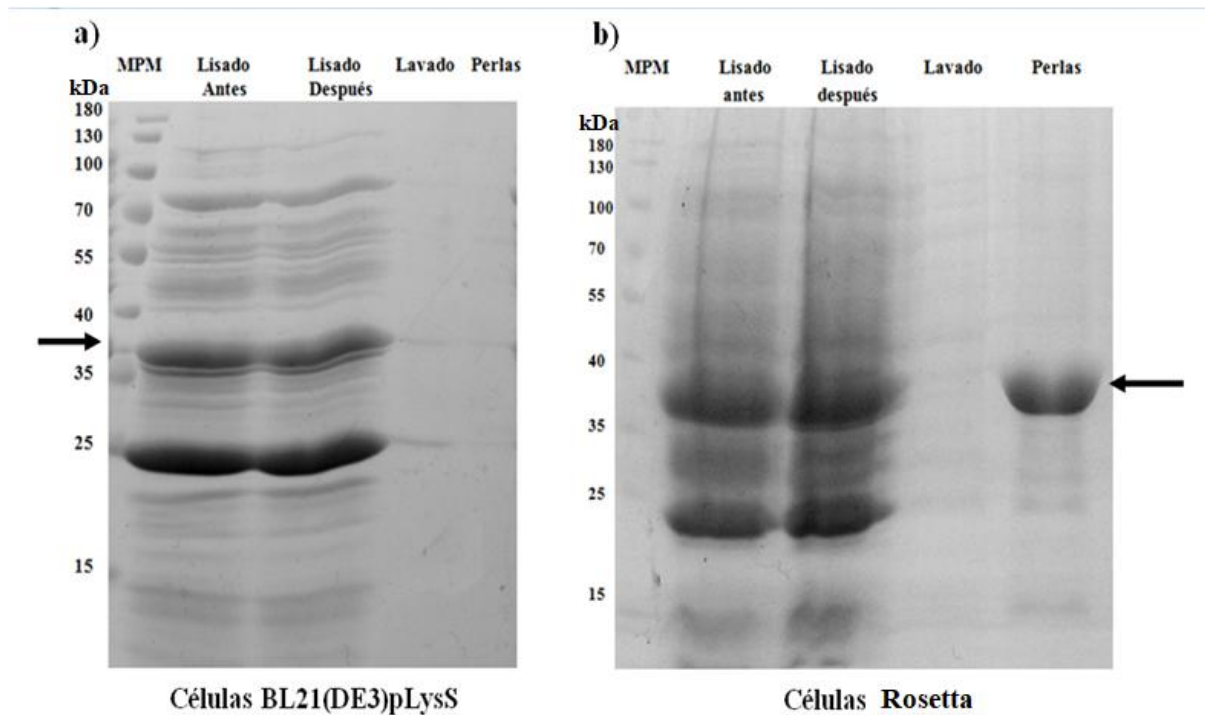 a)
MPM Lisado Antes Lisado Después Lavado Perlas
kDa
180
130
100
70
55
40
35
25
15
Células BL21(DE3)pLysS
b)
MPM Lisado antes Lisado después Lavado Perlas
kDa
180
130
100
70
55
40
35
25
15
Células Rosetta